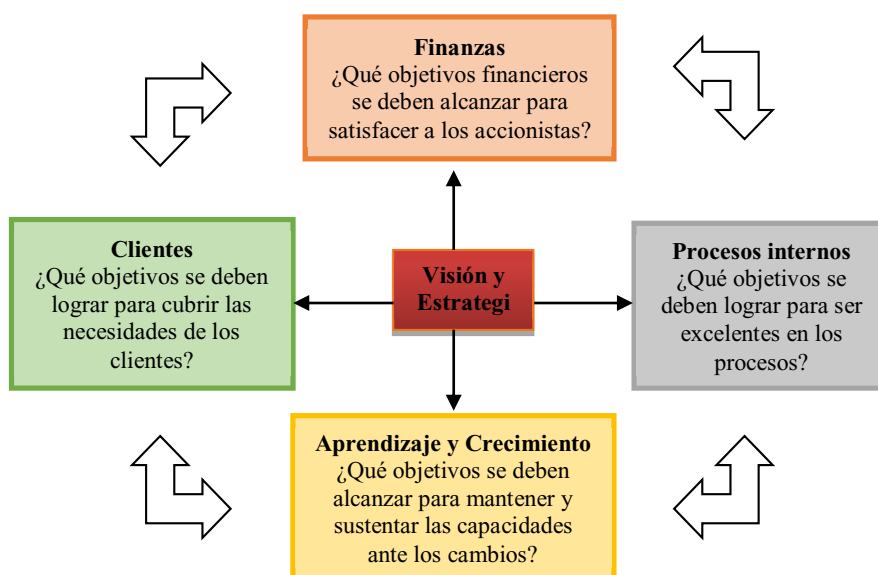 Finanzas
¿Qué objetivos financieros
se deben alcanzar para
satisfacer a los accionistas?
Clientes
¿Qué objetivos se deben
lograr para cubrir las
necesidades de los
clientes?
Visión y
Estrategi
Procesos internos
¿Qué objetivos se
deben lograr para ser
excelentes en los
procesos?
Aprendizaje y Crecimiento
¿Qué objetivos se deben
alcanzar para mantener y
sustentar las capacidades
ante los cambios?